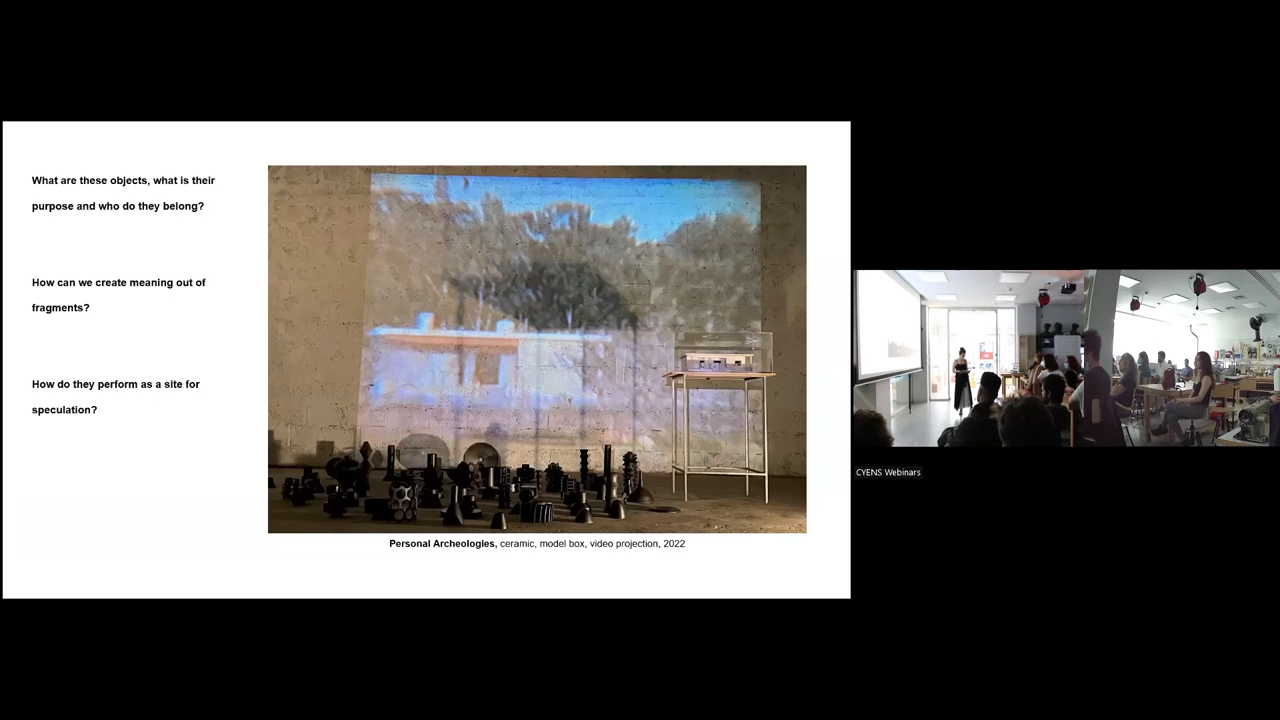 What are these objects, what is their
purpose and who do they belong?
How can we create meaning out of
fragments?
How do they perform as a site for
speculation?
Personal Archeologies, ceramic, model box, video projection, 2022
CYENS Webinars